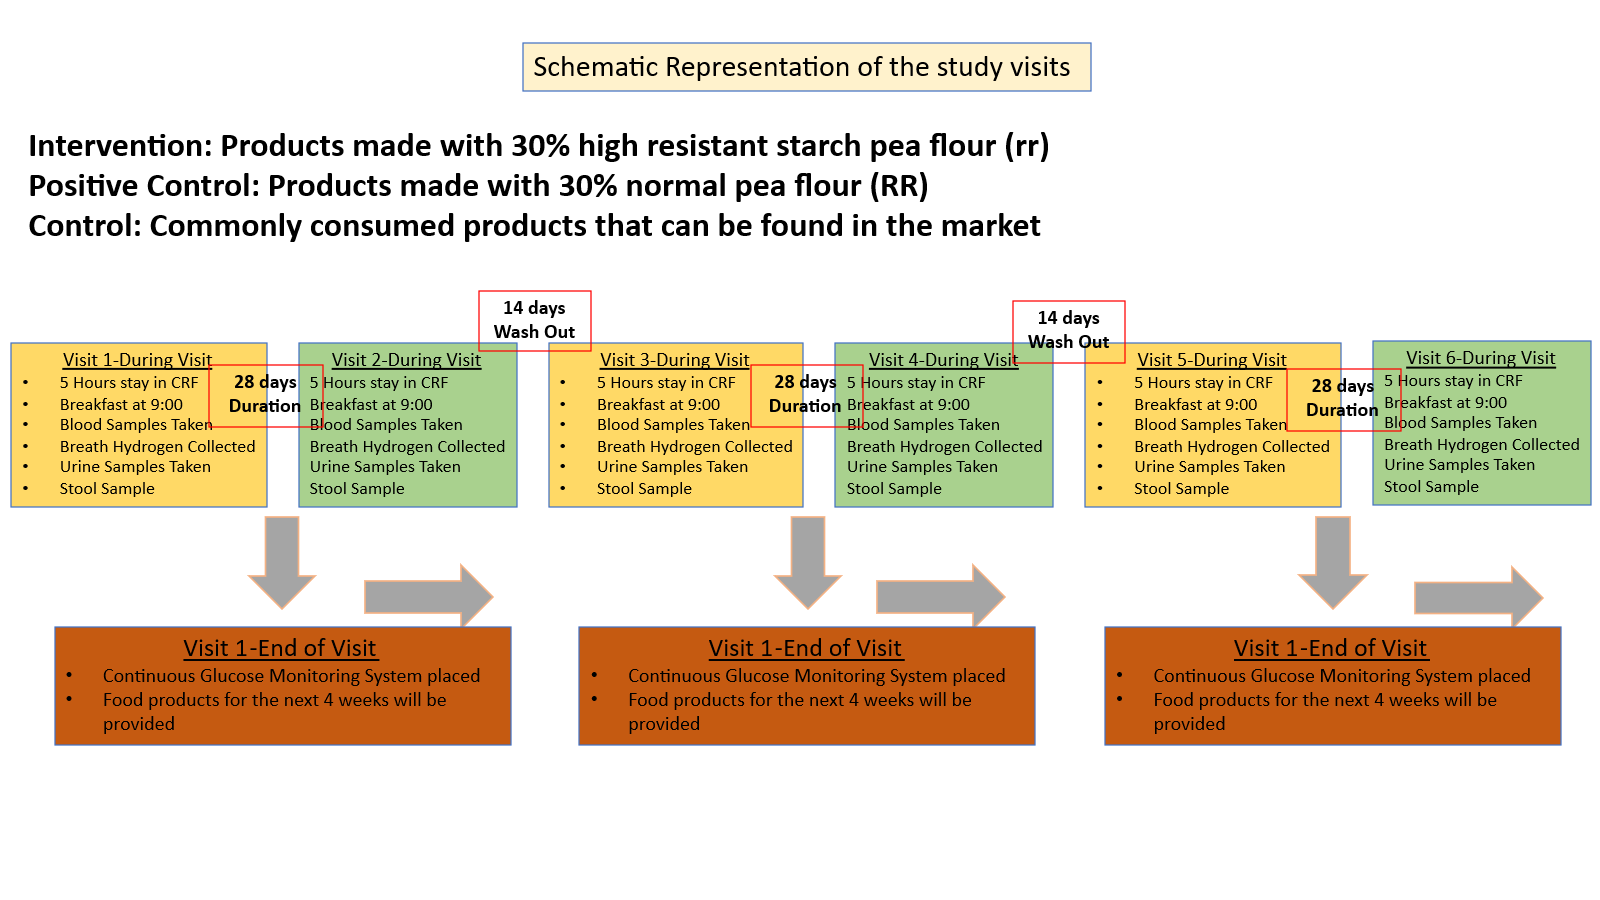 Schematic Representation of the study visits
Intervention: Products made with 30% high resistant starch pea flour (rr)
Positive Control: Products made with 30% normal pea flour (RR)
Control: Commonly consumed products that can be found in the market
14 days
Wash Out
14 days
Wash Out
Visit 1-During Visit
• 5 Hours stay in CRF
• Breakfast at 9:00
• Blood Samples Taken
• Breath Hydrogen Collected
• Urine Samples Taken
• Stool Sample
28 days
Duration
Visit 2-During Visit
5 Hours stay in CRF
Breakfast at 9:00
Blood Samples Taken
Breath Hydrogen Collected
Urine Samples Taken
Stool Sample
Visit 3-During Visit
• 5 Hours stay in CRF
• Breakfast at 9:00
• Blood Samples Taken
• Breath Hydrogen Collected
• Urine Samples Taken
• Stool Sample
28 days
Duration
Visit 4-During Visit
5 Hours stay in CRF
Breakfast at 9:00
Blood Samples Taken
Breath Hydrogen Collected
Urine Samples Taken
Stool Sample
Visit 5-During Visit
• 5 Hours stay in CRF
• Breakfast at 9:00
• Blood Samples Taken
• Breath Hydrogen Collected
• Urine Samples Taken
• Stool Sample
28 days
Duration
Visit 6-During Visit
5 Hours stay in CRF
Breakfast at 9:00
Blood Samples Taken
Breath Hydrogen Collected
Urine Samples Taken
Stool Sample
Visit 1-End of Visit
• Continuous Glucose Monitoring System placed
• Food products for the next 4 weeks will be
provided
Visit 1-End of Visit
• Continuous Glucose Monitoring System placed
• Food products for the next 4 weeks will be
provided
Visit 1-End of Visit
• Continuous Glucose Monitoring System placed
• Food products for the next 4 weeks will be
provided